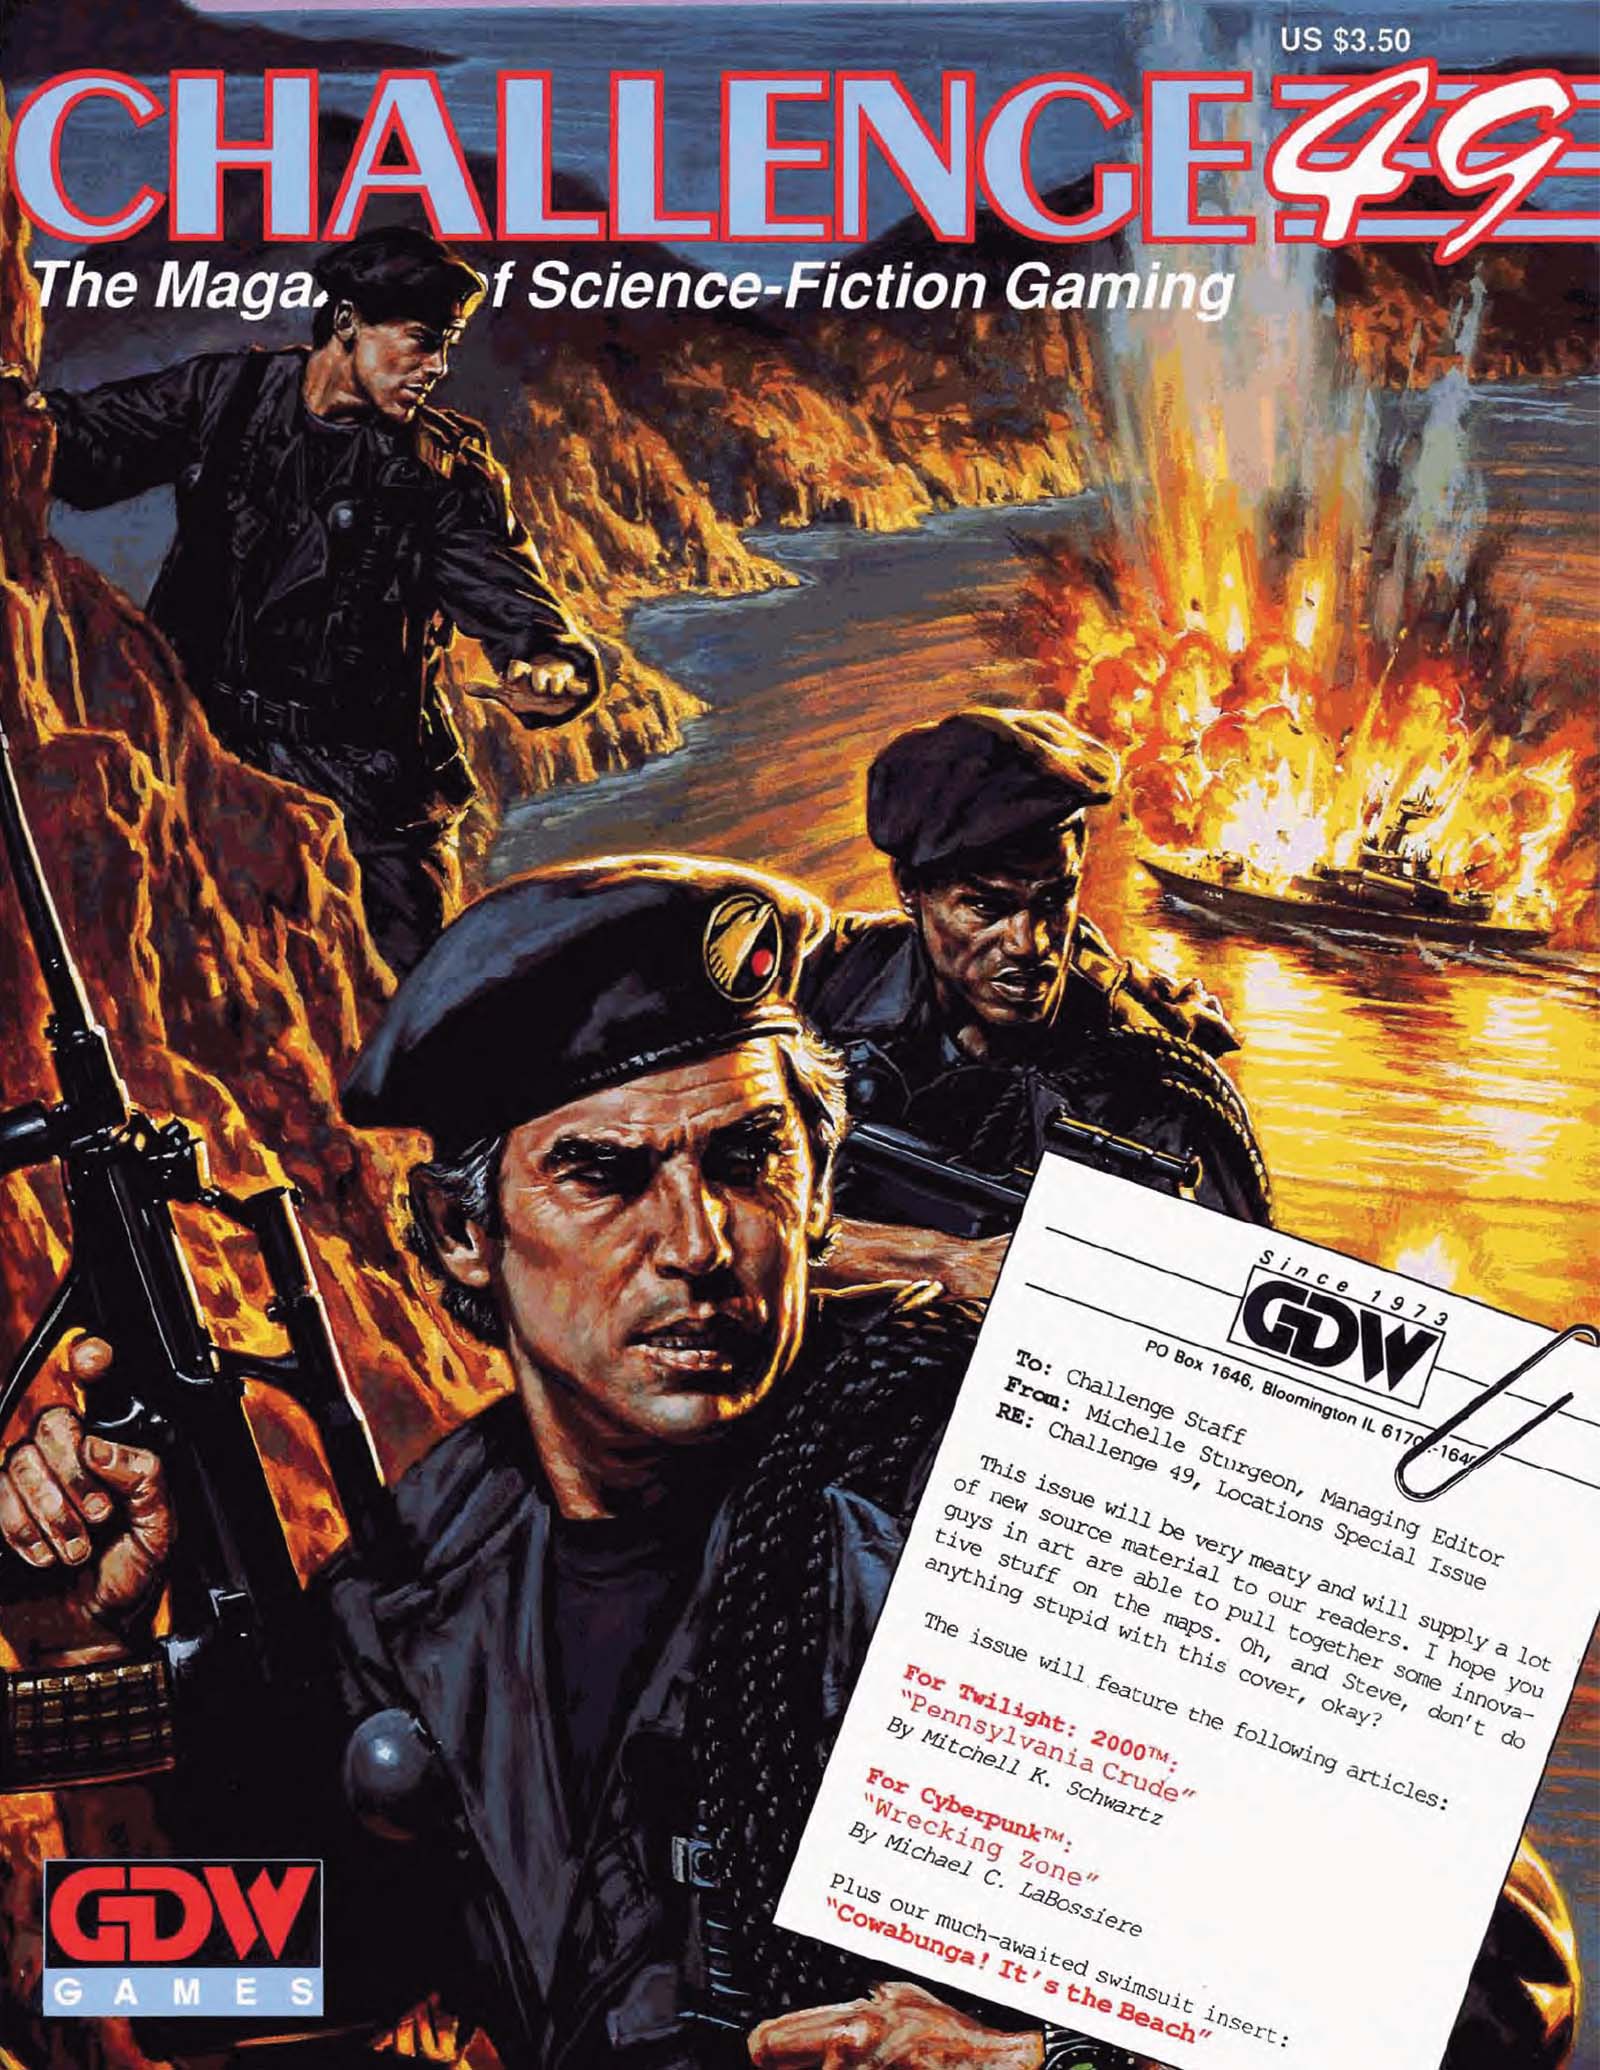 US $3.50
CHALLENGE 49
The Maga of Science-Fiction Gaming
Since 1973
GDW
PO Box 1646, Bloomington IL
To: Challenge Staff
From: Michelle Sturgeon, Managing Editor
RE: Challenge 49, Locations Special Issue
This issue will be very meaty and will supply a lot
of new source material to our readers. I hope you
guys in art are able to pull together some innova-
tive stuff on the maps. Oh, and Steve, don't do
anything stupid with this cover, okay?
The issue will feature the following articles:
For Twilight: 2000™:
"Pennsylvania Crude"
By Mitchell K. Schwartz
For Cyberpunk™:
"Wrecking Zone"
By Michael C. LaBossiere
Plus our much-awaited swimsuit insert:
"Cowabunga! It's the Beach"
GDW
GAMES